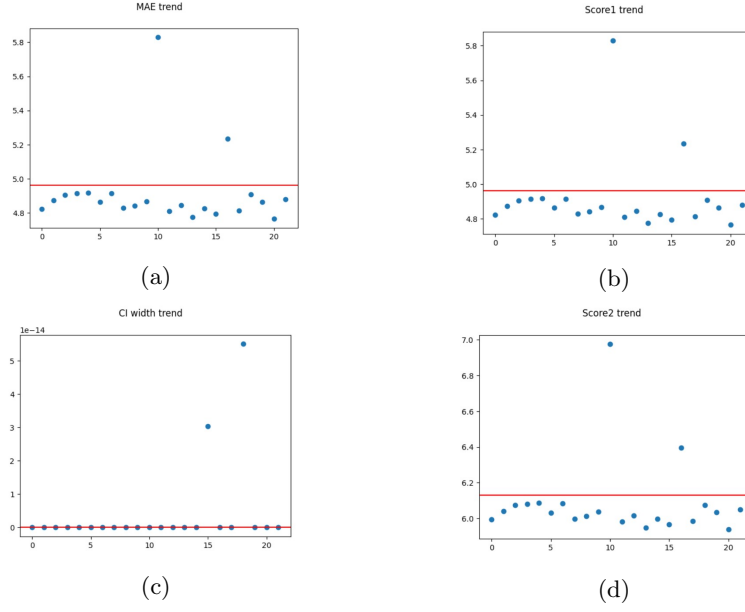 MAE trend
5.8
5.6
5.4
5.2
5.0
4.8
0 5 10 15 20
(a)
Score1 trend
5.8
5.6
5.4
5.2
5.0
4.8
0 5 10 15 20
(b)
CI width trend
1e−14
5
4
3
2
1
0
0 5 10 15 20
(c)
Score2 trend
7.0
6.8
6.6
6.4
6.2
6.0
0 5 10 15 20
(d)